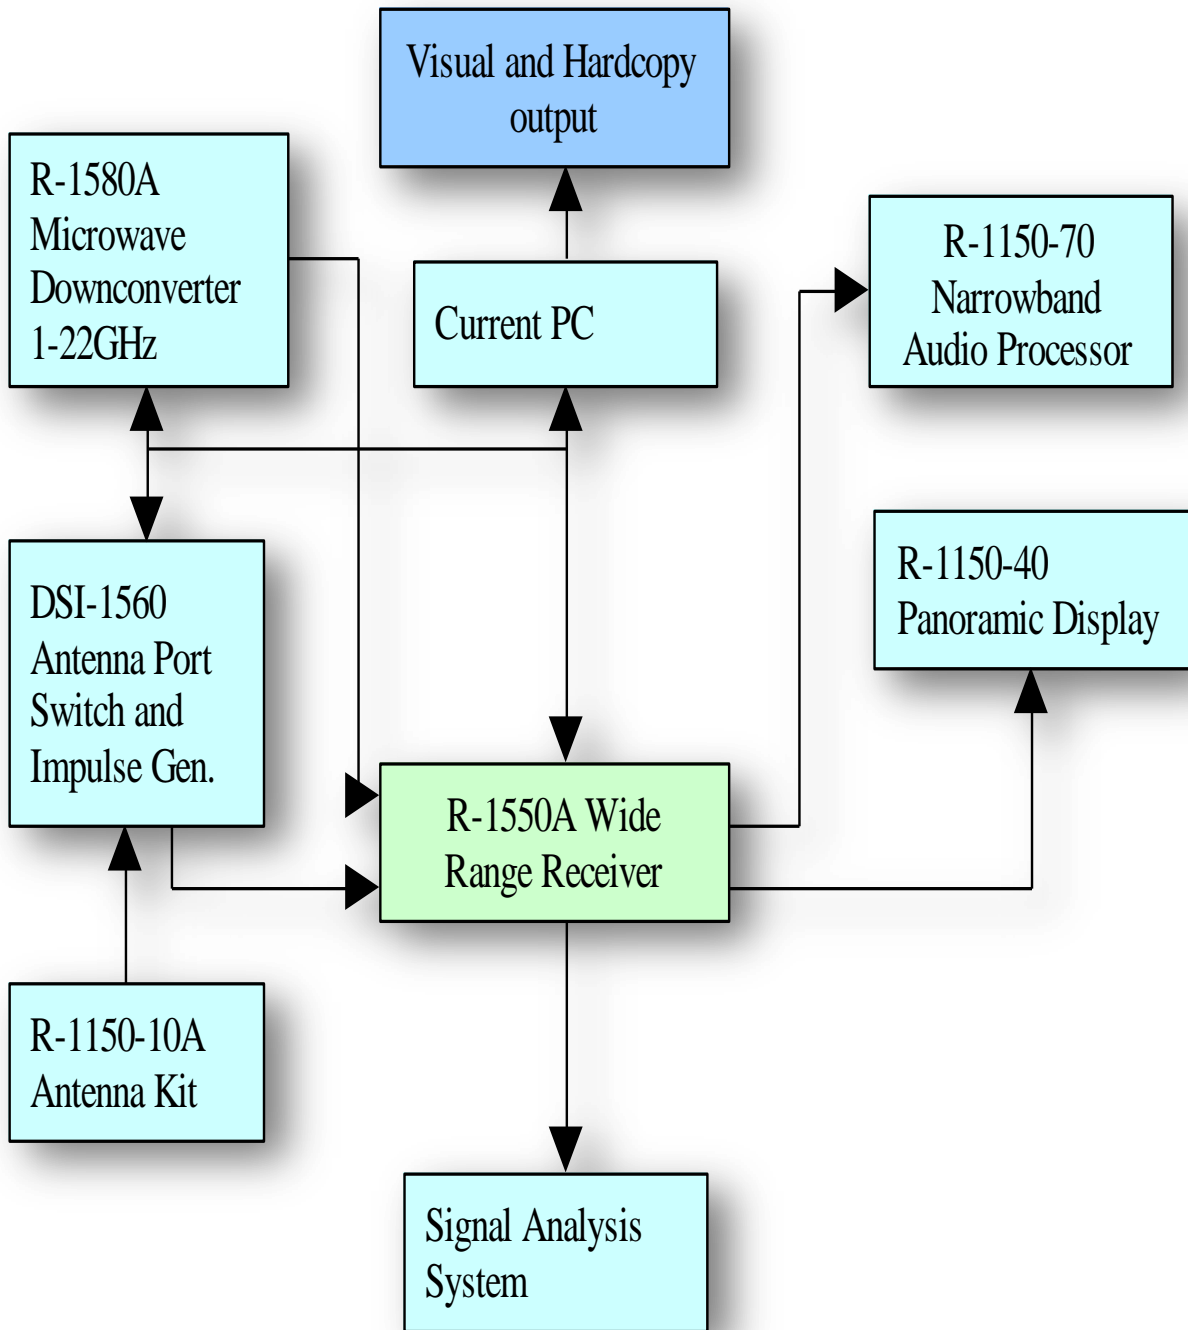 Visual and Hardcopy
output
R-1580A
Microwave
Downconverter
1-22GHz
Current PC
R-1150-70
Narrowband
Audio Processor
DSI-1560
Antenna Port
Switch and
Impulse Gen.
R-1150-40
Panoramic Display
R-1550A Wide
Range Receiver
R-1150-10A
Antenna Kit
Signal Analysis
System